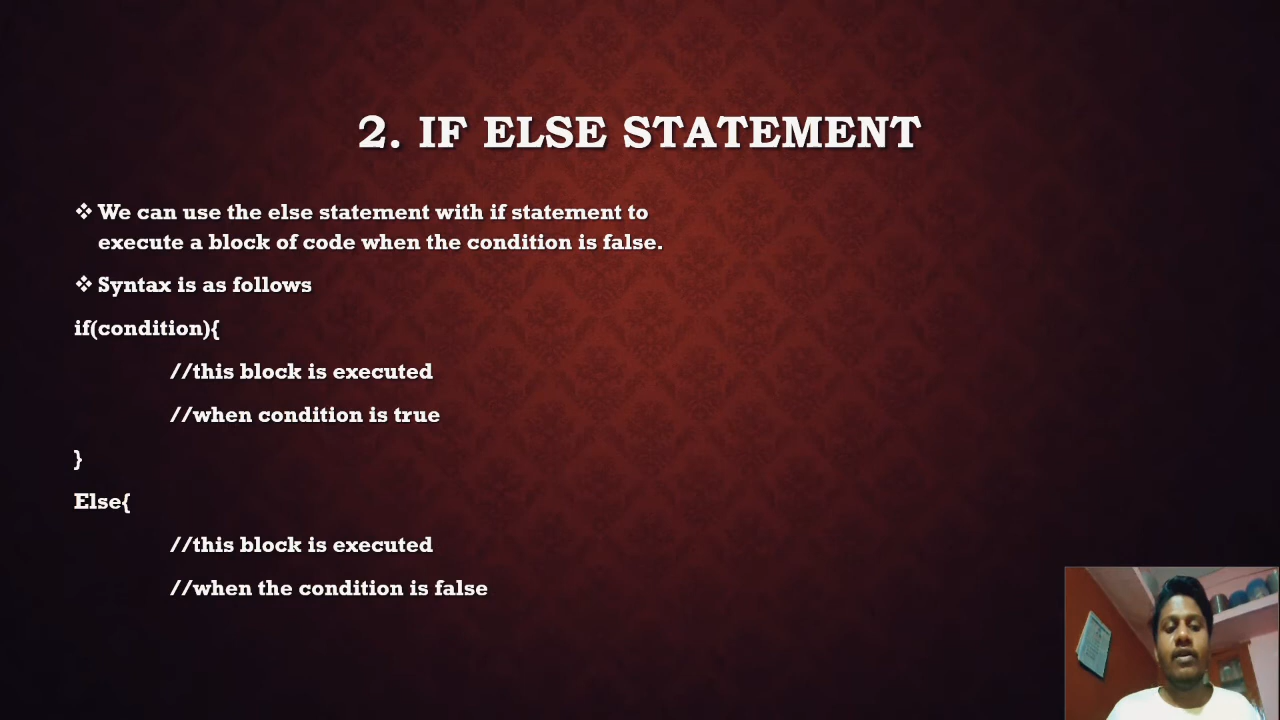 2. IF ELSE STATEMENT
❖ We can use the else statement with if statement to
execute a block of code when the condition is false.
❖ Syntax is as follows
if(condition){
//this block is executed
//when condition is true
}
Else{
//this block is executed
//when the condition is false